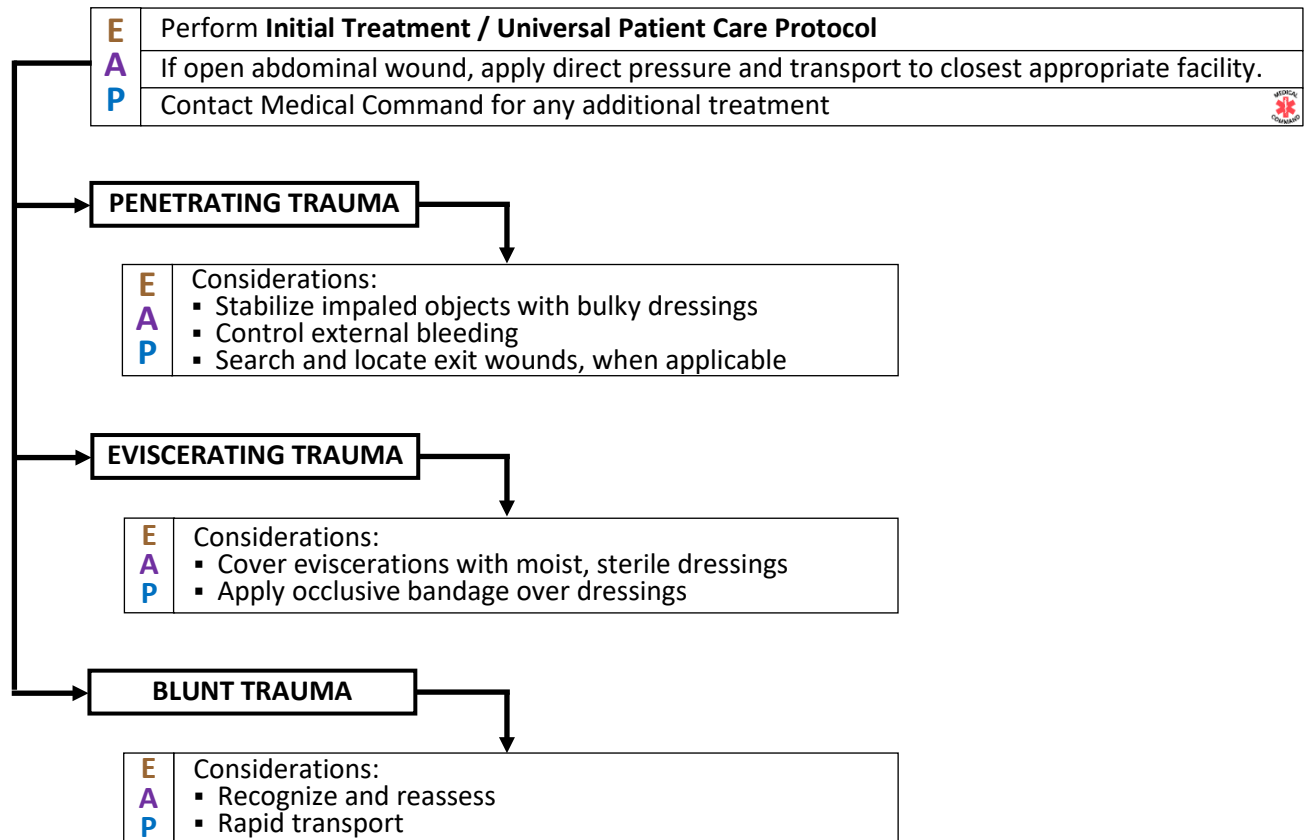 E
A
P
Perform Initial Treatment / Universal Patient Care Protocol
If open abdominal wound, apply direct pressure and transport to closest appropriate facility.
Contact Medical Command for any additional treatment
MEDICAL
COMMAND
PENETRATING TRAUMA
E
A
P
Considerations:
▪ Stabilize impaled objects with bulky dressings
▪ Control external bleeding
▪ Search and locate exit wounds, when applicable
EVISCERATING TRAUMA
E
A
P
Considerations:
▪ Cover eviscerations with moist, sterile dressings
▪ Apply occlusive bandage over dressings
BLUNT TRAUMA
E
A
P
Considerations:
▪ Recognize and reassess
▪ Rapid transport